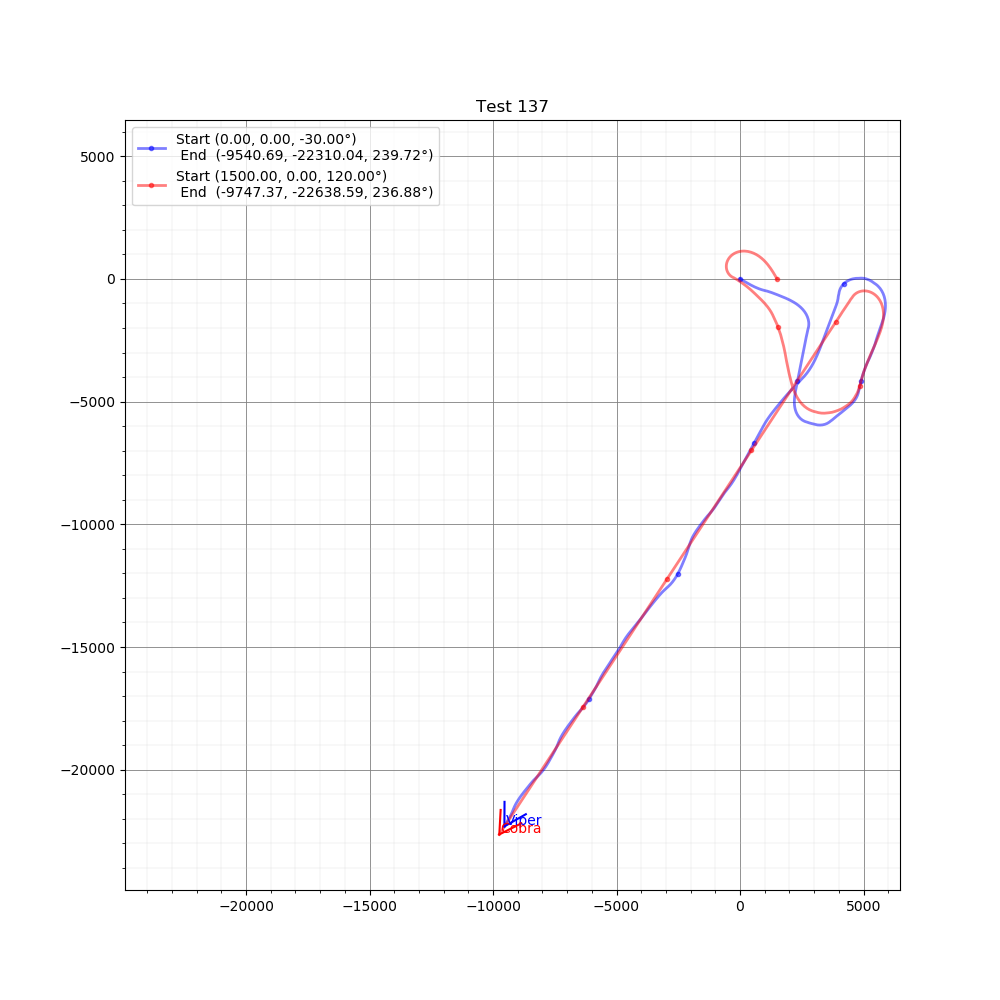 Test 137
Start (0.00, 0.00, -30.00°)
End (-9540.69, -22310.04, 239.72°)
Start (1500.00, 0.00, 120.00°)
End (-9747.37, -22638.59, 236.88°)
5000
0
−5000
−10000
−15000
−20000
Viper
Cobra
−20000 −15000 −10000 −5000 0 5000